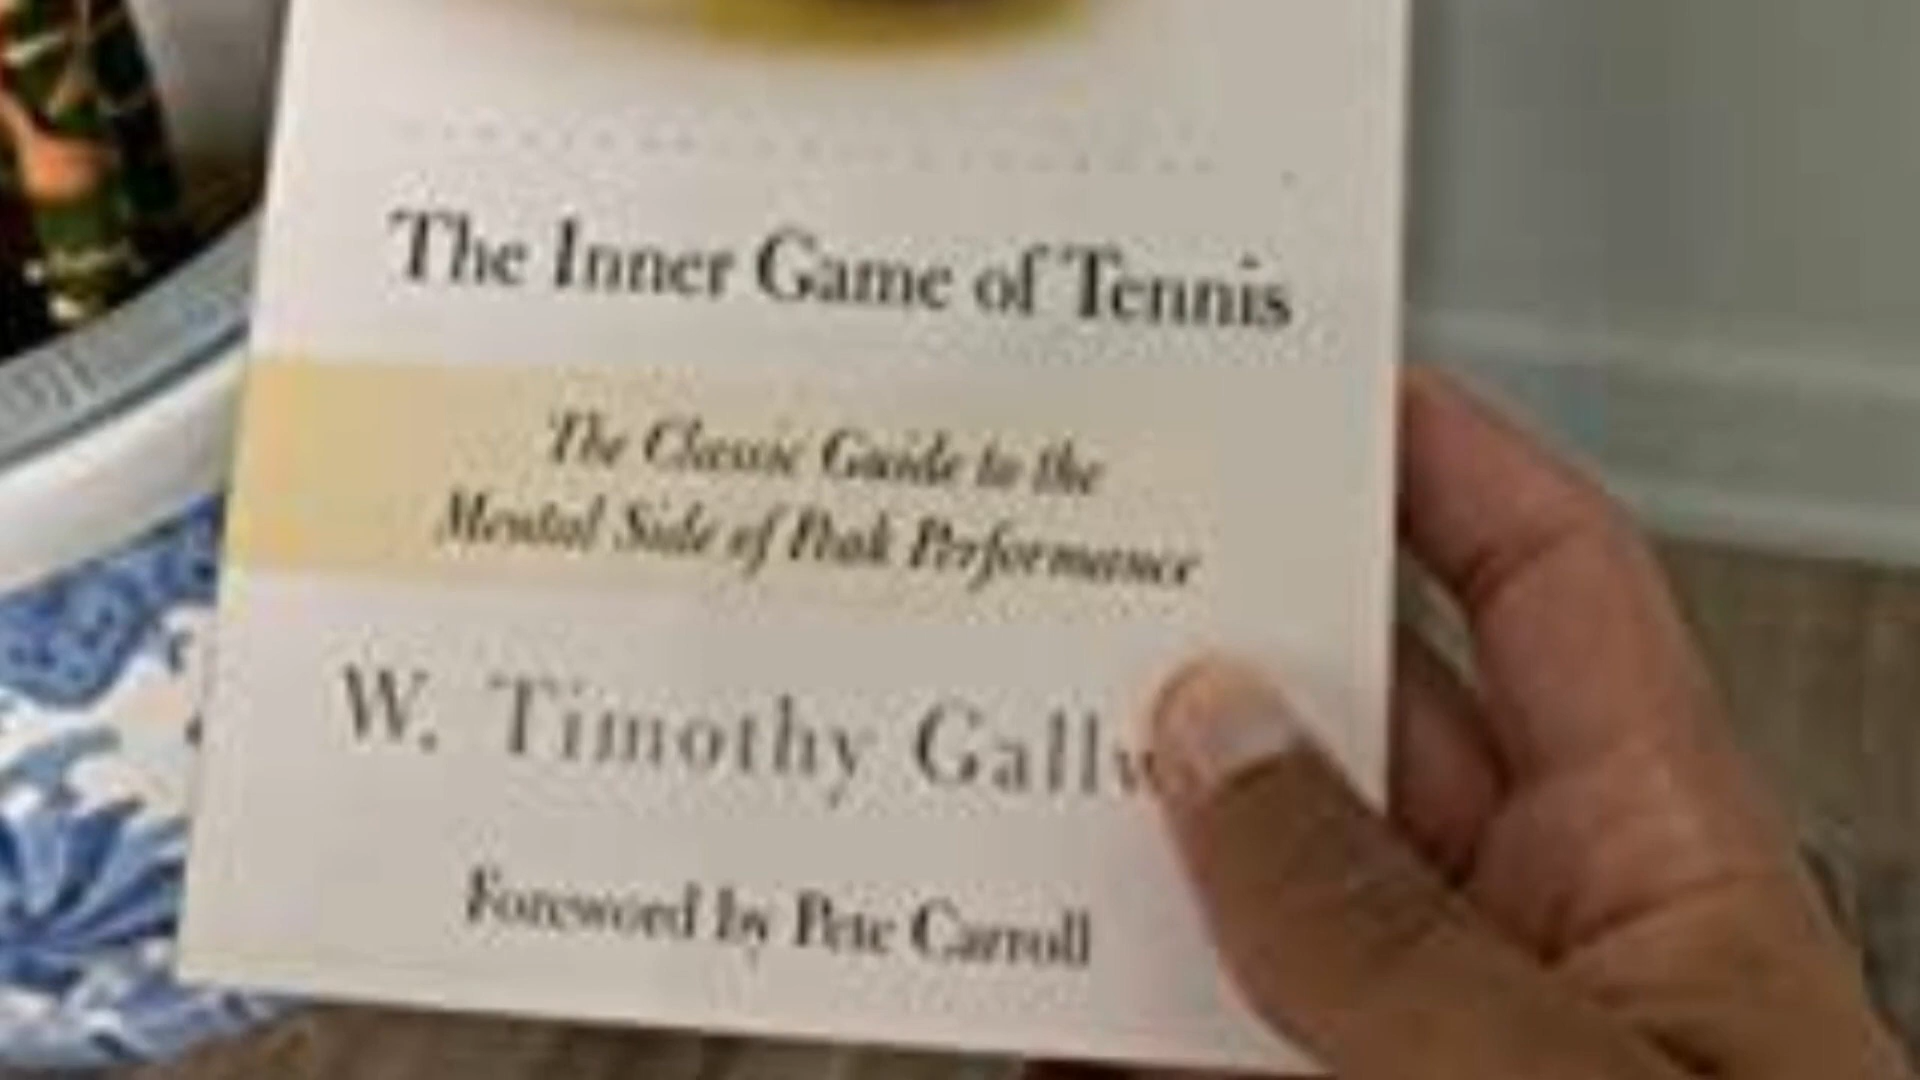 The Inner Game of Tennis
The Classic Guide to the
Mental Side of Peak Performance
W. Timothy Gallw
Foreword by Pete Carroll